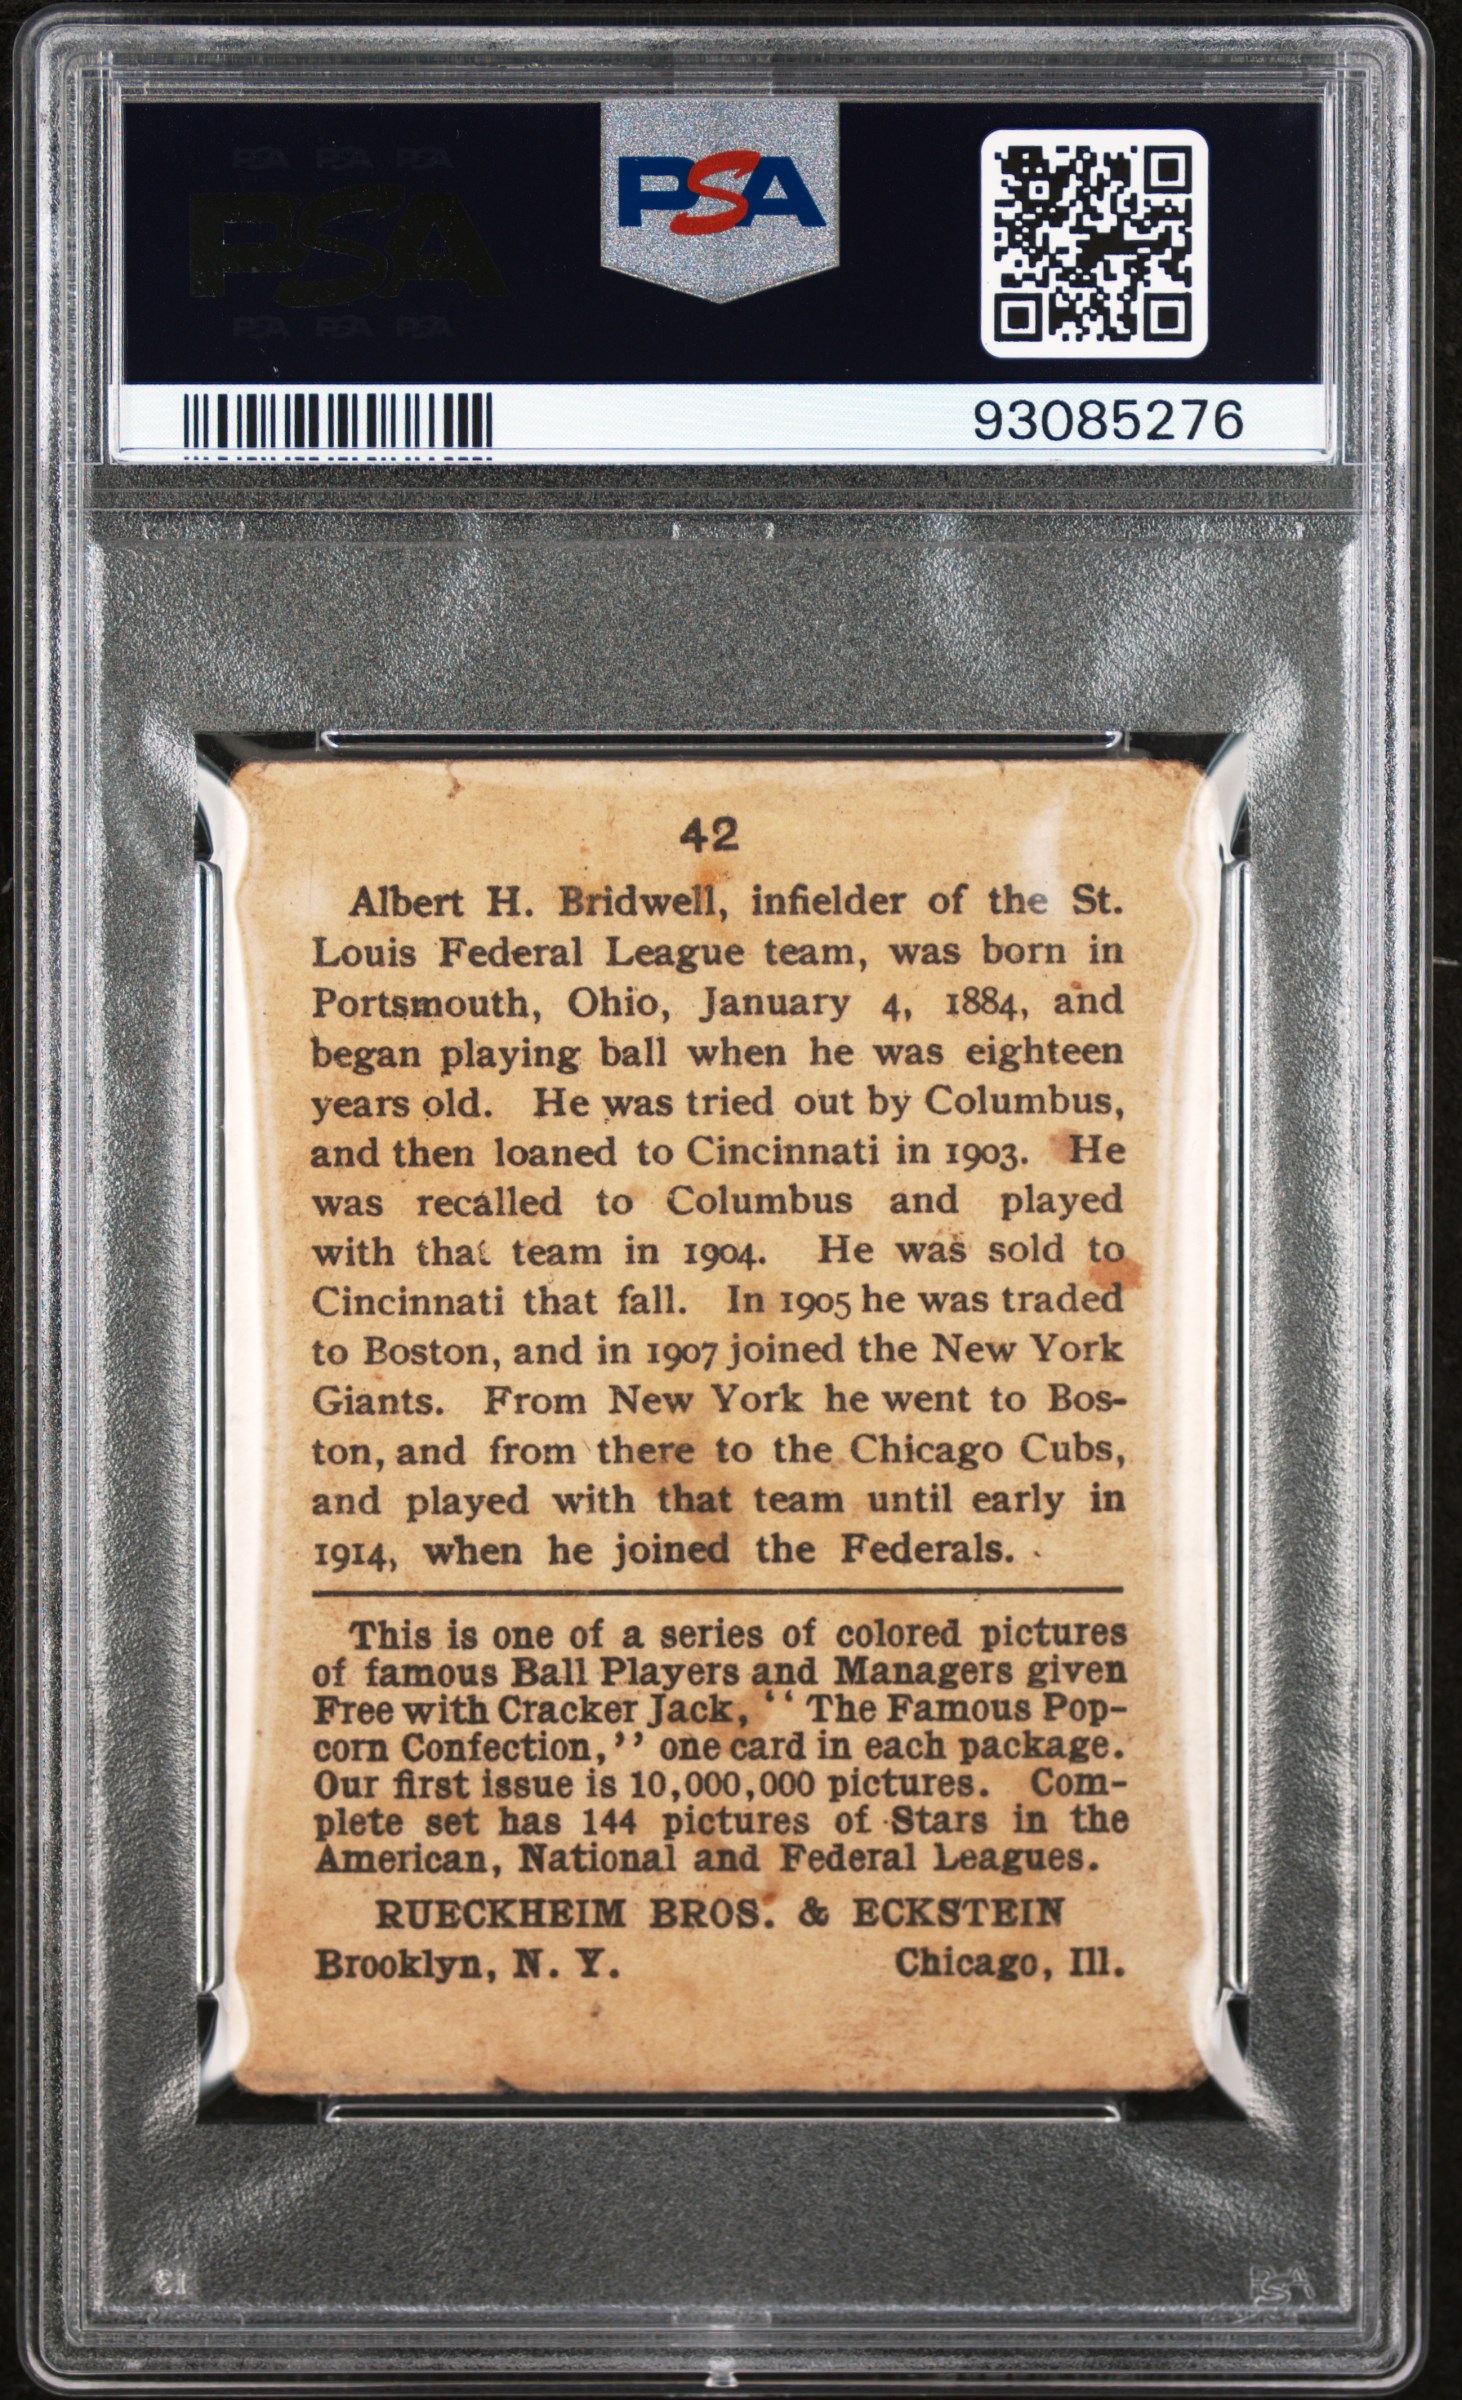 PSA PSA PSA
PSA
PSA PSA PSA
PSA
93085276
42
Albert H. Bridwell, infielder of the St.
Louis Federal League team, was born in
Portsmouth, Ohio, January 4, 1884, and
began playing ball when he was eighteen
years old. He was tried out by Columbus,
and then loaned to Cincinnati in 1903. He
was recalled to Columbus and played
with that team in 1904. He was sold to
Cincinnati that fall. In 1905 he was traded
to Boston, and in 1907 joined the New York
Giants. From New York he went to Bos-
ton, and from there to the Chicago Cubs,
and played with that team until early in
1914, when he joined the Federals.
This is one of a series of colored pictures
of famous Ball Players and Managers given
Free with Cracker Jack, “The Famous Pop-
corn Confection,” one card in each package.
Our first issue is 10,000,000 pictures. Com-
plete set has 144 pictures of Stars in the
American, National and Federal Leagues.
RUECKHEIM BROS. & ECKSTEIN
Brooklyn, N. Y. Chicago, Ill.
PSA